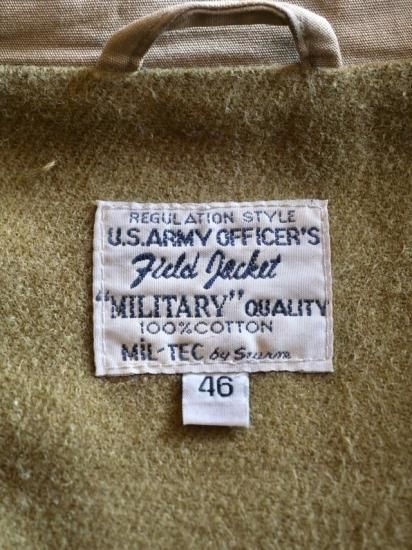 REGULATION STYLE
U.S. ARMY OFFICER'S
Field Jacket
"MILITARY" QUALITY
100% COTTON
MiL-TEC by Sturm
46